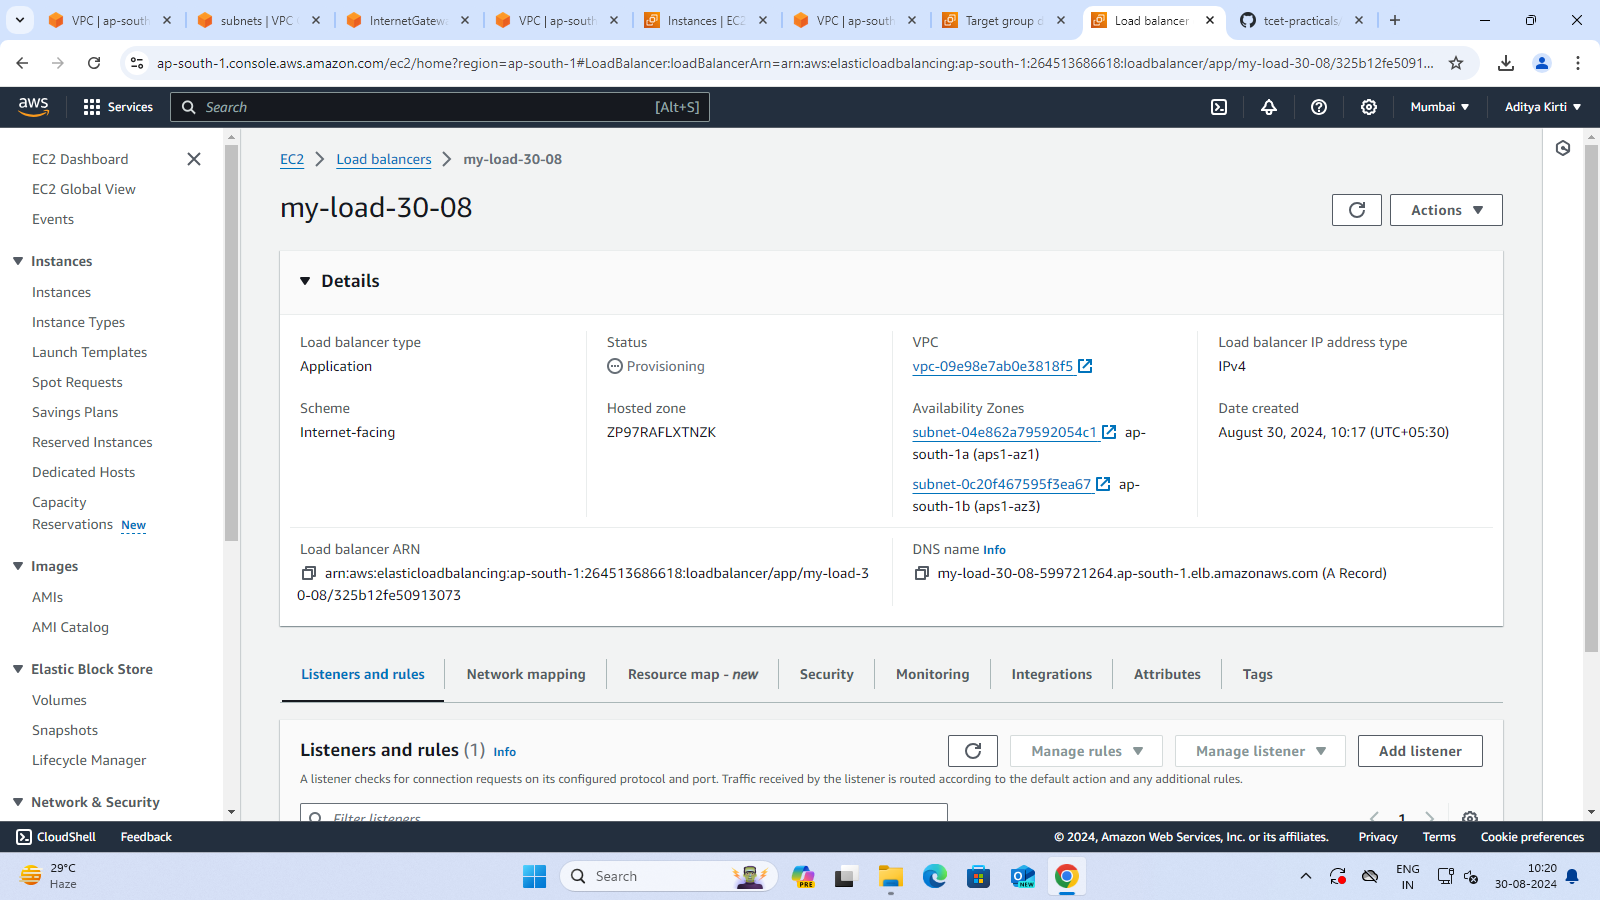 VPC | ap-south
subnets | VPC
InternetGatew
VPC | ap-south
Instances | EC2
VPC | ap-south
Target group d
Load balancer
tcet-practicals/
ap-south-1.console.aws.amazon.com/ec2/home?region=ap-south-1#LoadBalancer:loadBalancerArn=arn:aws:elasticloadbalancing:ap-south-1:264513686618:loadbalancer/app/my-load-30-08/325b12fe5091...
aws
Services
Search
[Alt+S]
Mumbai
Aditya Kirti
EC2 Dashboard
EC2 Global View
Events
Instances
Instances
Instance Types
Launch Templates
Spot Requests
Savings Plans
Reserved Instances
Dedicated Hosts
Capacity
Reservations New
Images
AMIs
AMI Catalog
Elastic Block Store
Volumes
Snapshots
Lifecycle Manager
Network & Security
EC2
Load balancers
my-load-30-08
my-load-30-08
Actions
Details
Load balancer type
Application
Status
Provisioning
VPC
vpc-09e98e7ab0e3818f5
Load balancer IP address type
IPv4
Scheme
Internet-facing
Hosted zone
ZP97RAFLXTNZK
Availability Zones
subnet-04e862a79592054c1 ap-
south-1a (aps1-az1)
subnet-0c20f467595f3ea67 ap-
south-1b (aps1-az3)
Date created
August 30, 2024, 10:17 (UTC+05:30)
Load balancer ARN
arn:aws:elasticloadbalancing:ap-south-1:264513686618:loadbalancer/app/my-load-3
0-08/325b12fe50913073
DNS name Info
my-load-30-08-599721264.ap-south-1.elb.amazonaws.com (A Record)
Listeners and rules
Network mapping
Resource map - new
Security
Monitoring
Integrations
Attributes
Tags
Listeners and rules (1) Info
Manage rules
Manage listener
Add listener
A listener checks for connection requests on its configured protocol and port. Traffic received by the listener is routed according to the default action and any additional rules.
Filter listeners
1
CloudShell
Feedback
© 2024, Amazon Web Services, Inc. or its affiliates.
Privacy
Terms
Cookie preferences
29°C
Haze
Search
PRE
NEW
ENG
IN
10:20
30-08-2024